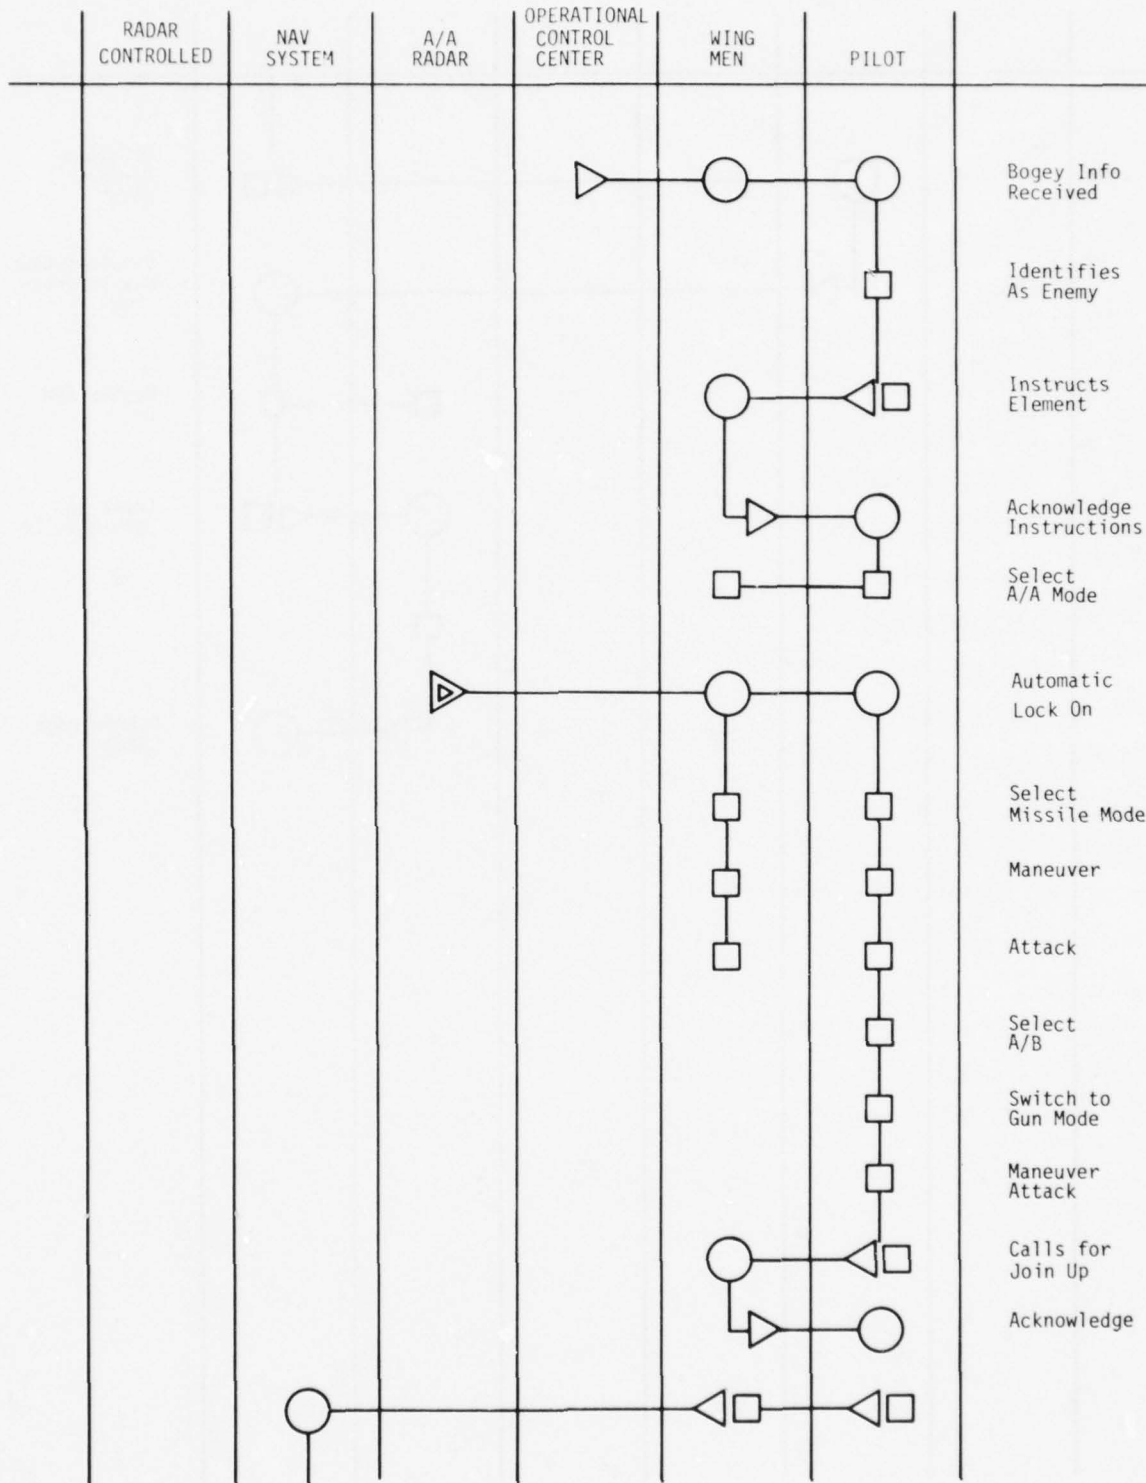 RADAR
CONTROLLED
NAV
SYSTEM
A/A
RADAR
OPERATIONAL
CONTROL
CENTER
WING
MEN
PILOT
Bogey Info
Received
Identifies
As Enemy
Instructs
Element
Acknowledge
Instructions
Select
A/A Mode
Automatic
Lock On
Select
Missile Mode
Maneuver
Attack
Select
A/B
Switch to
Gun Mode
Maneuver
Attack
Calls for
Join Up
Acknowledge